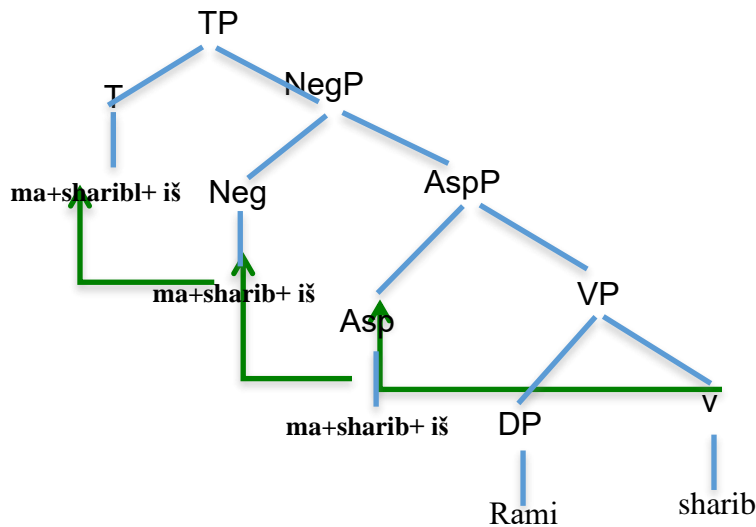 TP
T
NegP
ma+sharibl+ iš
Neg
AspP
ma+sharib+ iš
Asp
VP
ma+sharib+ iš
DP
v
Rami
sharib